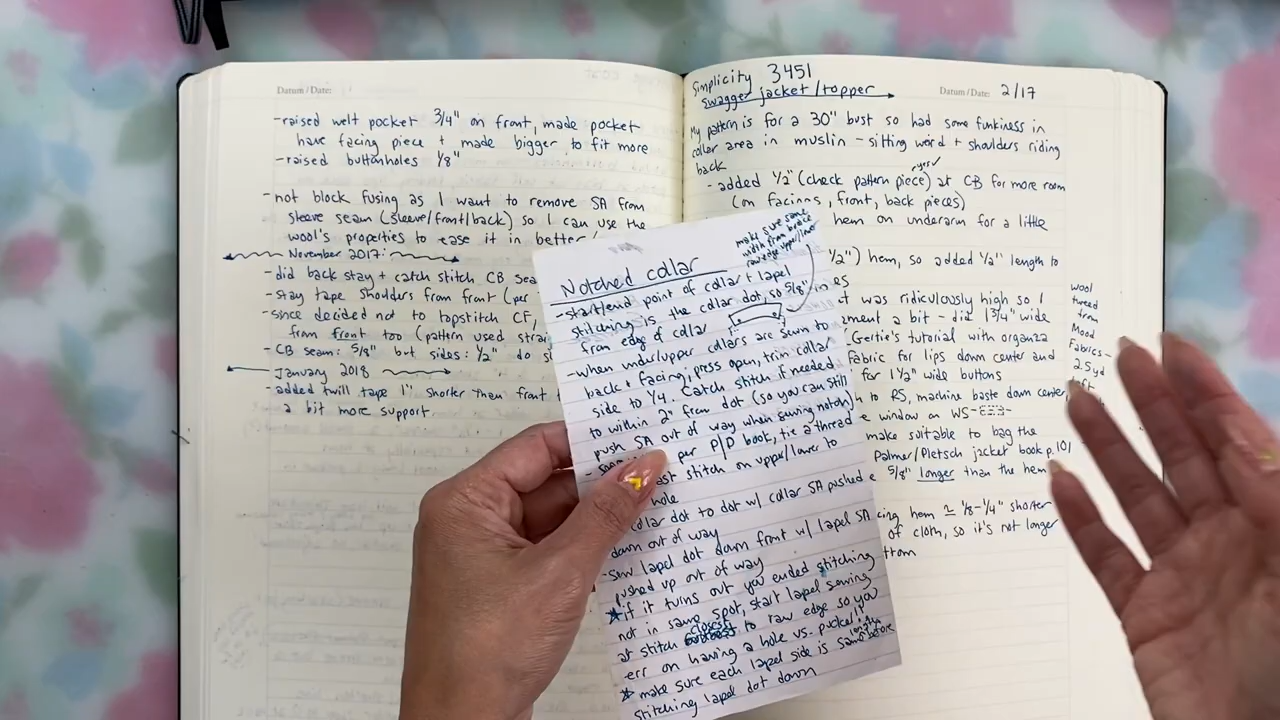 Datum / Date:
-raised welt pocket 3/4" on front, made pocket
have facing piece + made bigger to fit more
-raised buttonholes 1/8"
-not block fusing as I want to remove SA from
sleeve seam (sleeve/front/back) so I can use the
wool's properties to ease it in better
November 2017:
-did back stay + catch stitch CB
-stay tape shoulders from front (per
-since decided not to topstitch CF,
from front too (pattern used
-CB seam: 5/8" but sides: 1/2" do
January 2018
-added twill tape 1" shorter than front
a bit more support
Simplicity 3451
swagger jacket/topper
Datum / Date: 2/17
My pattern is for a 30" bust so had some funkiness in
collar area in muslin - sitting weird + shoulders riding
back
-added 1/2" (check pattern piece) at CB for more room
yes✓
(on facings, front, back pieces)
hem on underarm for a little
1/2") hem, so added 1/2" length to
was ridiculously high so I
a bit - did 1 3/4" wide
(Gertie's tutorial with organza
fabric for lips down center and
for 1 1/2" wide buttons
to RS, machine baste down center,
window on WS
make suitable to bag the
Palmer/Pletsch jacket book p.101
5/8" longer than the hem
hem ≈ 1/8-1/4" shorter
of cloth, so it's not longer
wool
tweed
from
Mood
Fabrics-
2.5yd
Notched collar
make sure same
-start/end point of collar + lapel
stitching is the collar dot, so 5/8" in
from edge of collar
-when under/upper collars are sewn to
back + facing, press open, trim collar
side to 1/4. Catch stitch if needed
to within 2" from dot (so you can still
push SA out of way when sewing notch)
per P/P book, tie a thread
stitch on upper/lower to
hole
collar dot to dot w/ collar SA pushed
down out of way
-sew lapel dot down front w/ lapel SA
pushed up out of way
★if it turns out you ended stitching
not in same spot, start lapel sewing
at stitch closest to raw edge so you
err on having a hole vs. pucker
★make sure each lapel side is same
length before
stitching lapel dot down